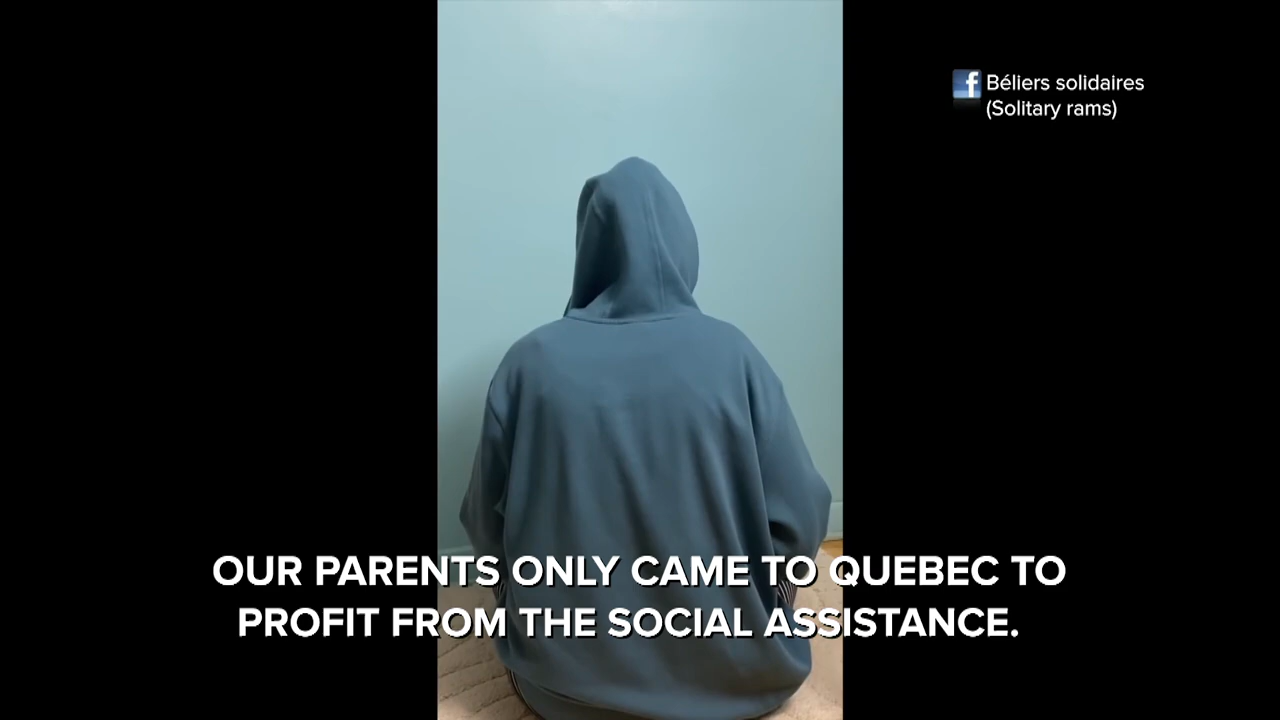 Béliers solidaires
(Solitary rams)
OUR PARENTS ONLY CAME TO QUEBEC TO
PROFIT FROM THE SOCIAL ASSISTANCE.